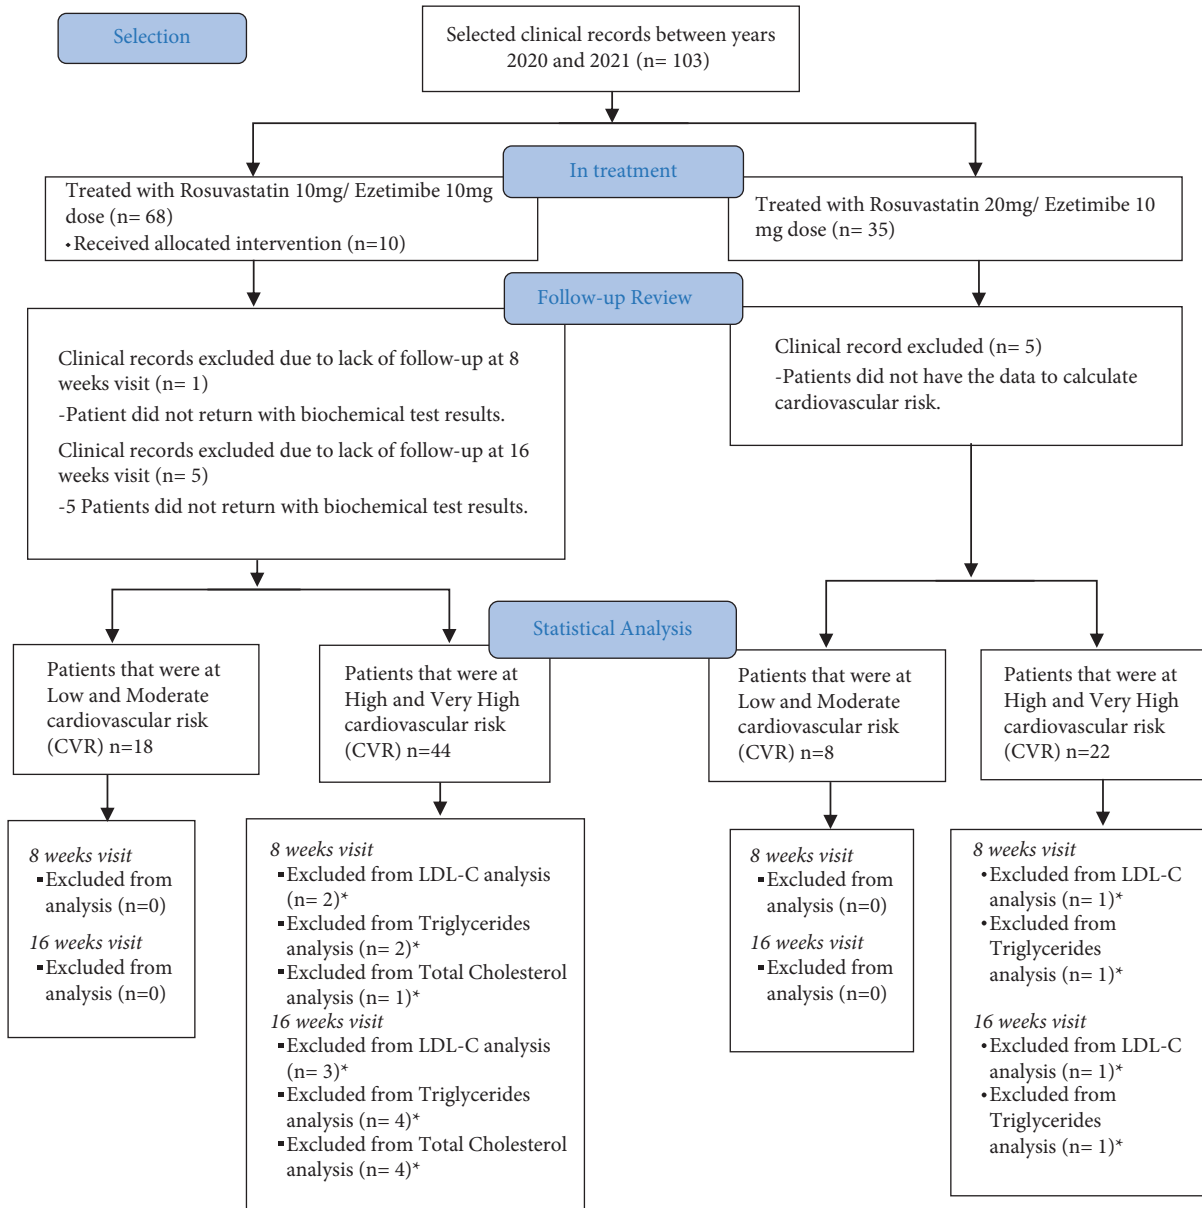 Selection
Selected clinical records between years
2020 and 2021 (n= 103)
In treatment
Treated with Rosuvastatin 10mg/ Ezetimibe 10mg
dose (n= 68)
•Received allocated intervention (n=10)
Treated with Rosuvastatin 20mg/ Ezetimibe 10
mg dose (n= 35)
Follow-up Review
Clinical records excluded due to lack of follow-up at 8
weeks visit (n= 1)
-Patient did not return with biochemical test results.
Clinical records excluded due to lack of follow-up at 16
weeks visit (n= 5)
-5 Patients did not return with biochemical test results.
Clinical record excluded (n= 5)
-Patients did not have the data to calculate
cardiovascular risk.
Statistical Analysis
Patients that were at
Low and Moderate
cardiovascular risk
(CVR) n=18
Patients that were at
High and Very High
cardiovascular risk
(CVR) n=44
Patients that were at
Low and Moderate
cardiovascular risk
(CVR) n=8
Patients that were at
High and Very High
cardiovascular risk
(CVR) n=22
8 weeks visit
▪Excluded from
analysis (n=0)
16 weeks visit
▪Excluded from
analysis (n=0)
8 weeks visit
▪Excluded from LDL-C analysis
(n= 2)*
▪Excluded from Triglycerides
analysis (n= 2)*
▪Excluded from Total Cholesterol
analysis (n= 1)*
16 weeks visit
▪Excluded from LDL-C analysis
(n= 3)*
▪Excluded from Triglycerides
analysis (n= 4)*
▪Excluded from Total Cholesterol
analysis (n= 4)*
8 weeks visit
▪Excluded from
analysis (n=0)
16 weeks visit
▪Excluded from
analysis (n=0)
8 weeks visit
•Excluded from LDL-C
analysis (n= 1)*
•Excluded from
Triglycerides
analysis (n= 1)*
16 weeks visit
•Excluded from LDL-C
analysis (n= 1)*
•Excluded from
Triglycerides
analysis (n= 1)*